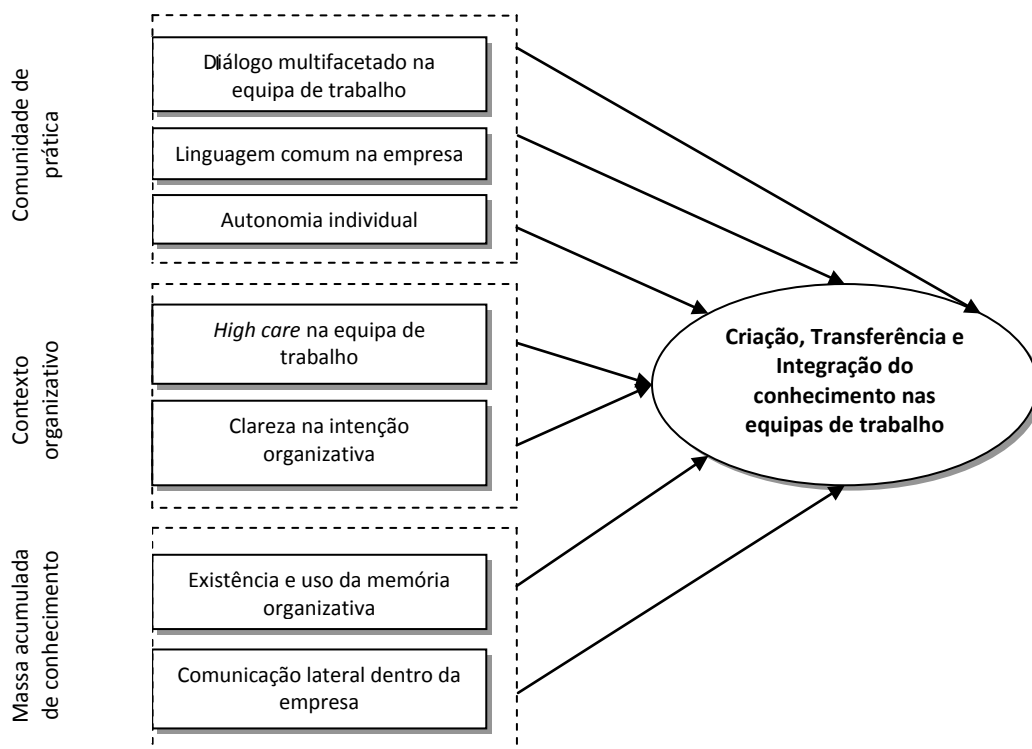 Comunidade de
prática
Diálogo multifacetado na
equipa de trabalho
Linguagem comum na empresa
Autonomia individual
Contexto
organizativo
High care na equipa de
trabalho
Clareza na intenção
organizativa
Massa acumulada
de conhecimento
Existência e uso da memória
organizativa
Comunicação lateral dentro da
empresa
Criação, Transferência e
Integração do
conhecimento nas
equipas de trabalho